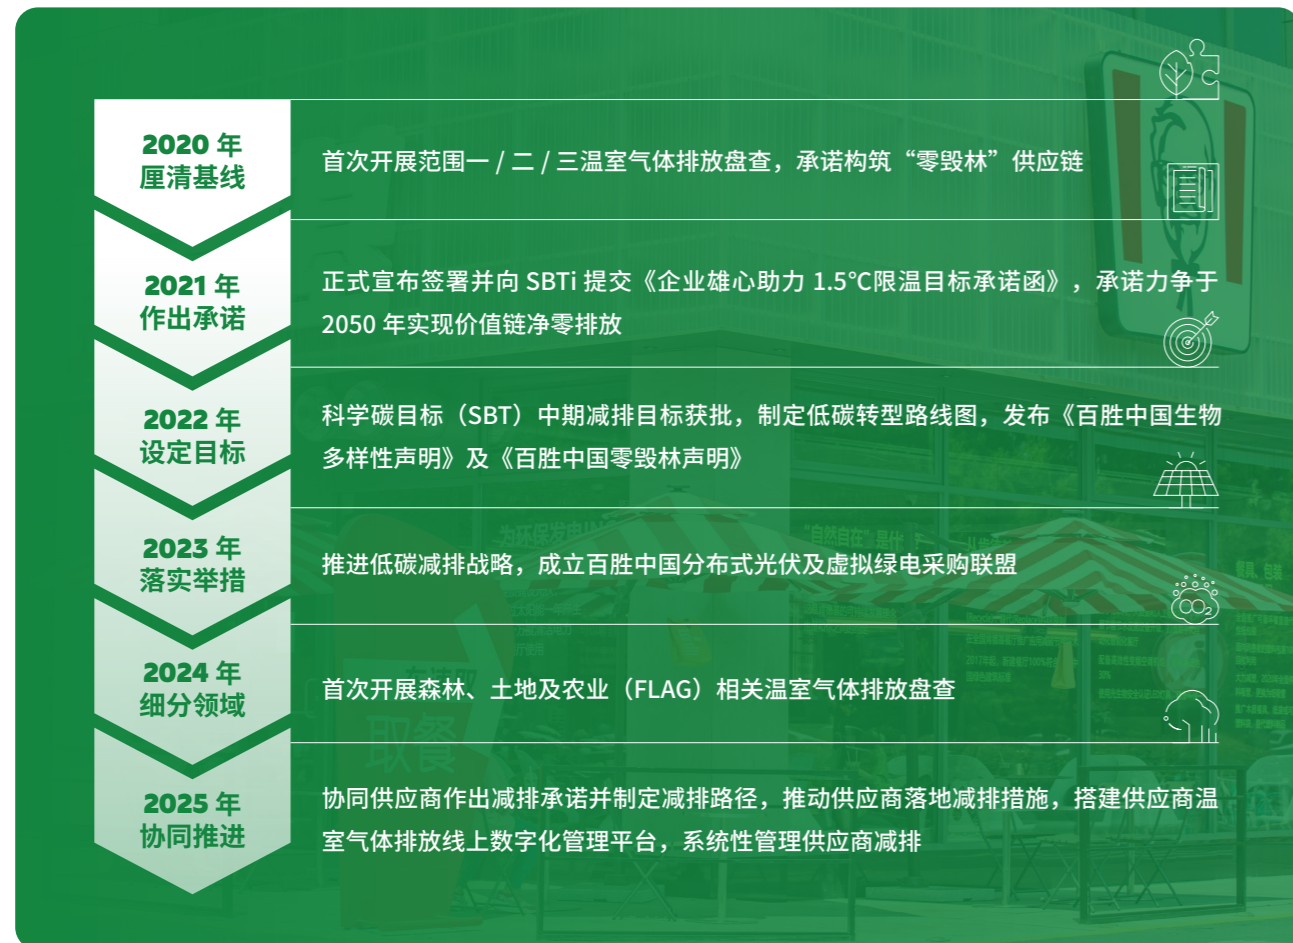 2020 年
厘清基线
首次开展范围一 / 二 / 三温室气体排放盘查，承诺构筑“零毁林”供应链
2021 年
作出承诺
正式宣布签署并向 SBTi 提交《企业雄心助力 1.5℃限温目标承诺函》，承诺力争于
2050 年实现价值链净零排放
2022 年
设定目标
科学碳目标（SBT）中期减排目标获批，制定低碳转型路线图，发布《百胜中国生物
多样性声明》及《百胜中国零毁林声明》
2023 年
落实举措
推进低碳减排战略，成立百胜中国分布式光伏及虚拟绿电采购联盟
CO2
2024 年
细分领域
首次开展森林、土地及农业（FLAG）相关温室气体排放盘查
取餐
2025 年
协同推进
协同供应商作出减排承诺并制定减排路径，推动供应商落地减排措施，搭建供应商温
室气体排放线上数字化管理平台，系统性管理供应商减排